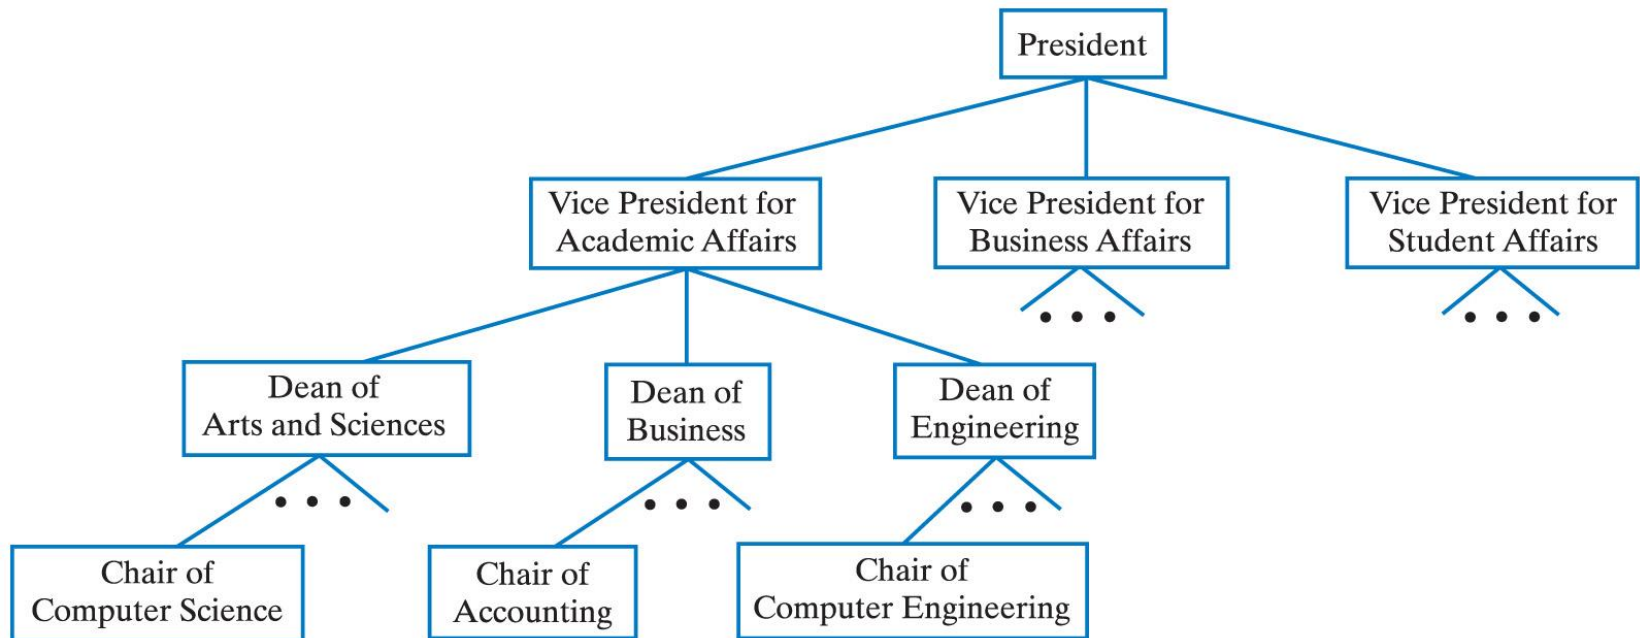 President
Vice President for
Academic Affairs
Vice President for
Business Affairs
Vice President for
Student Affairs
Dean of
Arts and Sciences
Dean of
Business
Dean of
Engineering
Chair of
Computer Science
Chair of
Accounting
Chair of
Computer Engineering